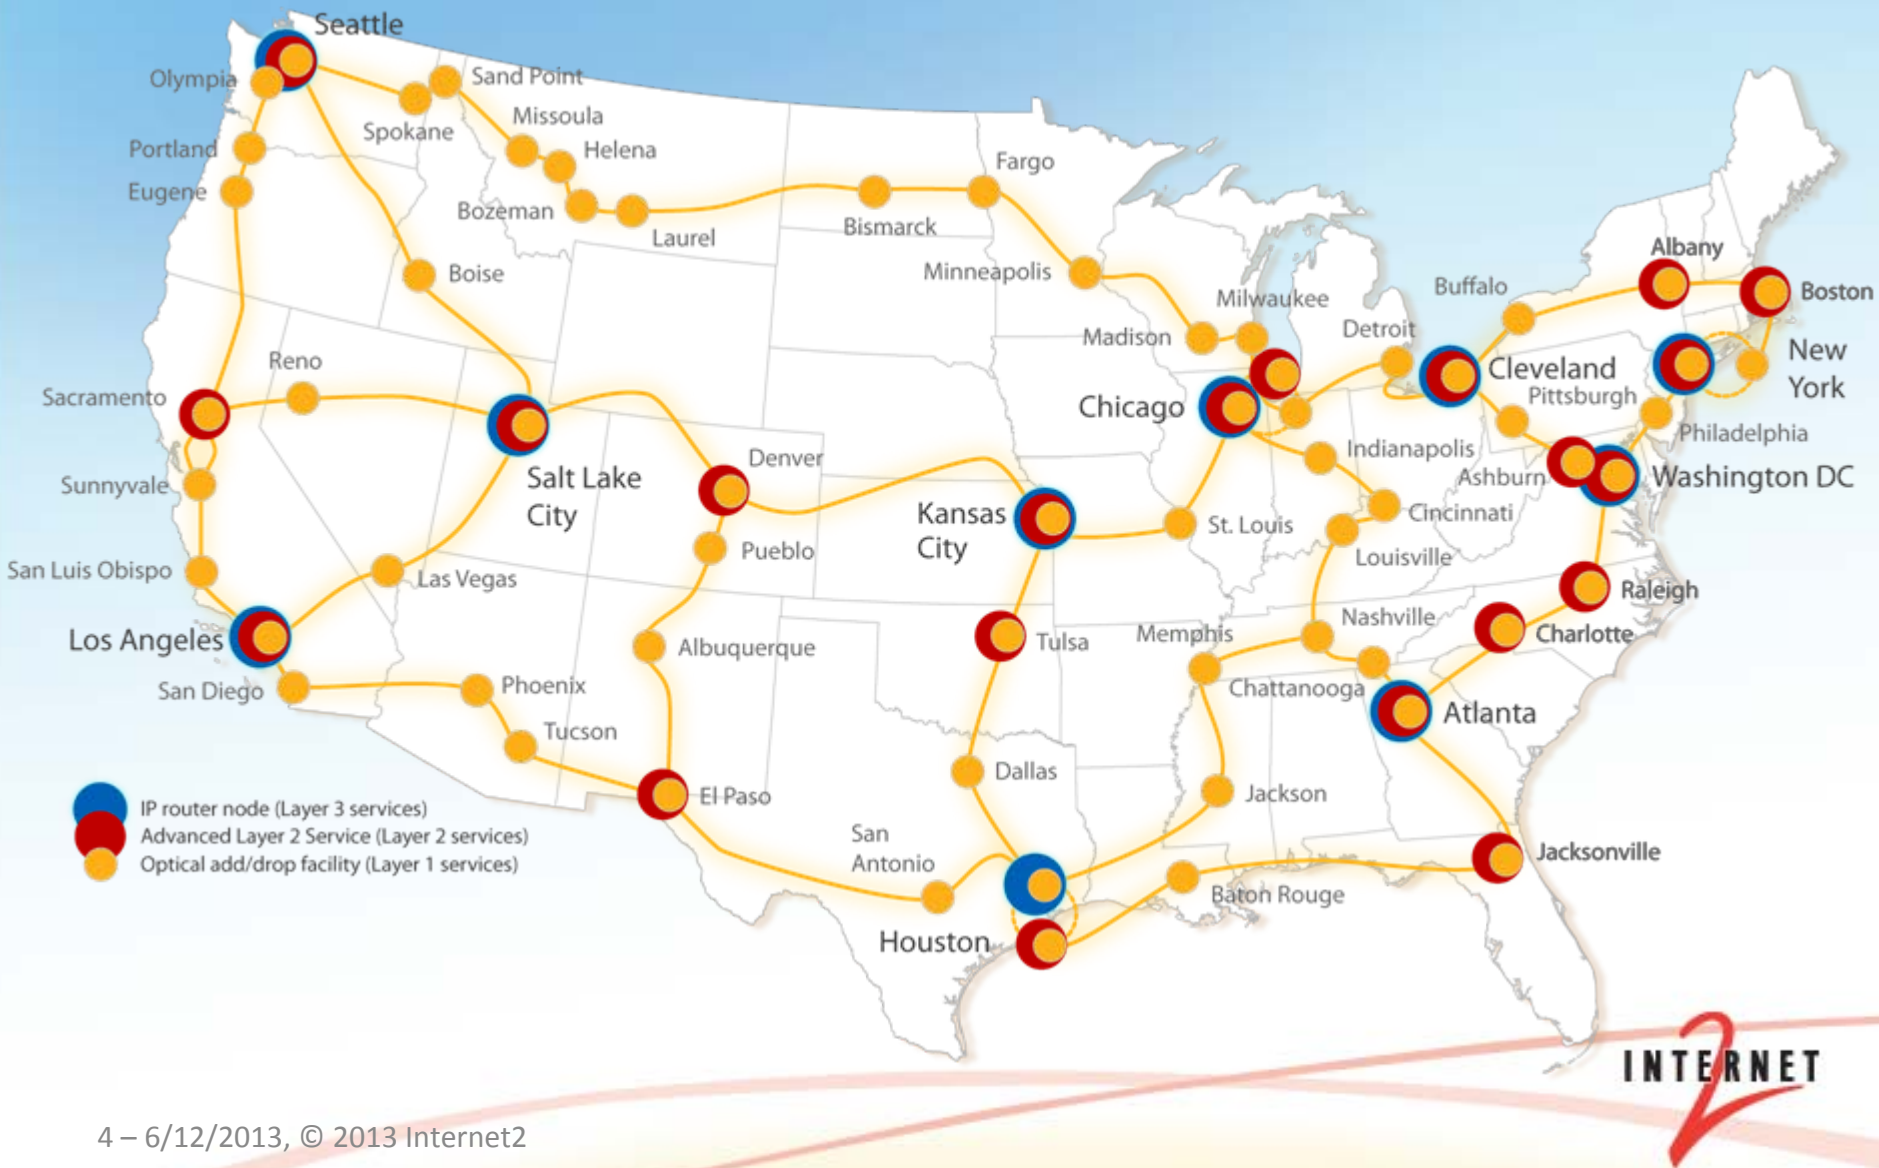 Seattle
Olympia
Sand Point
Spokane
Missoula
Portland
Helena
Fargo
Eugene
Bozeman
Laurel
Bismarck
Boise
Minneapolis
Albany
Buffalo
Boston
Milwaukee
Madison
Detroit
Reno
New
York
Cleveland
Pittsburgh
Sacramento
Chicago
Philadelphia
Indianapolis
Denver
Salt Lake
City
Ashburn
Washington DC
Sunnyvale
Kansas
City
St. Louis
Cincinnati
Pueblo
Louisville
San Luis Obispo
Las Vegas
Raleigh
Los Angeles
Albuquerque
Tulsa
Memphis
Nashville
Charlotte
San Diego
Phoenix
Chattanooga
Atlanta
Tucson
Dallas
El Paso
Jackson
IP router node (Layer 3 services)
Advanced Layer 2 Service (Layer 2 services)
Optical add/drop facility (Layer 1 services)
San
Antonio
Jacksonville
Baton Rouge
Houston
INTERNET
2
4 – 6/12/2013, © 2013 Internet2